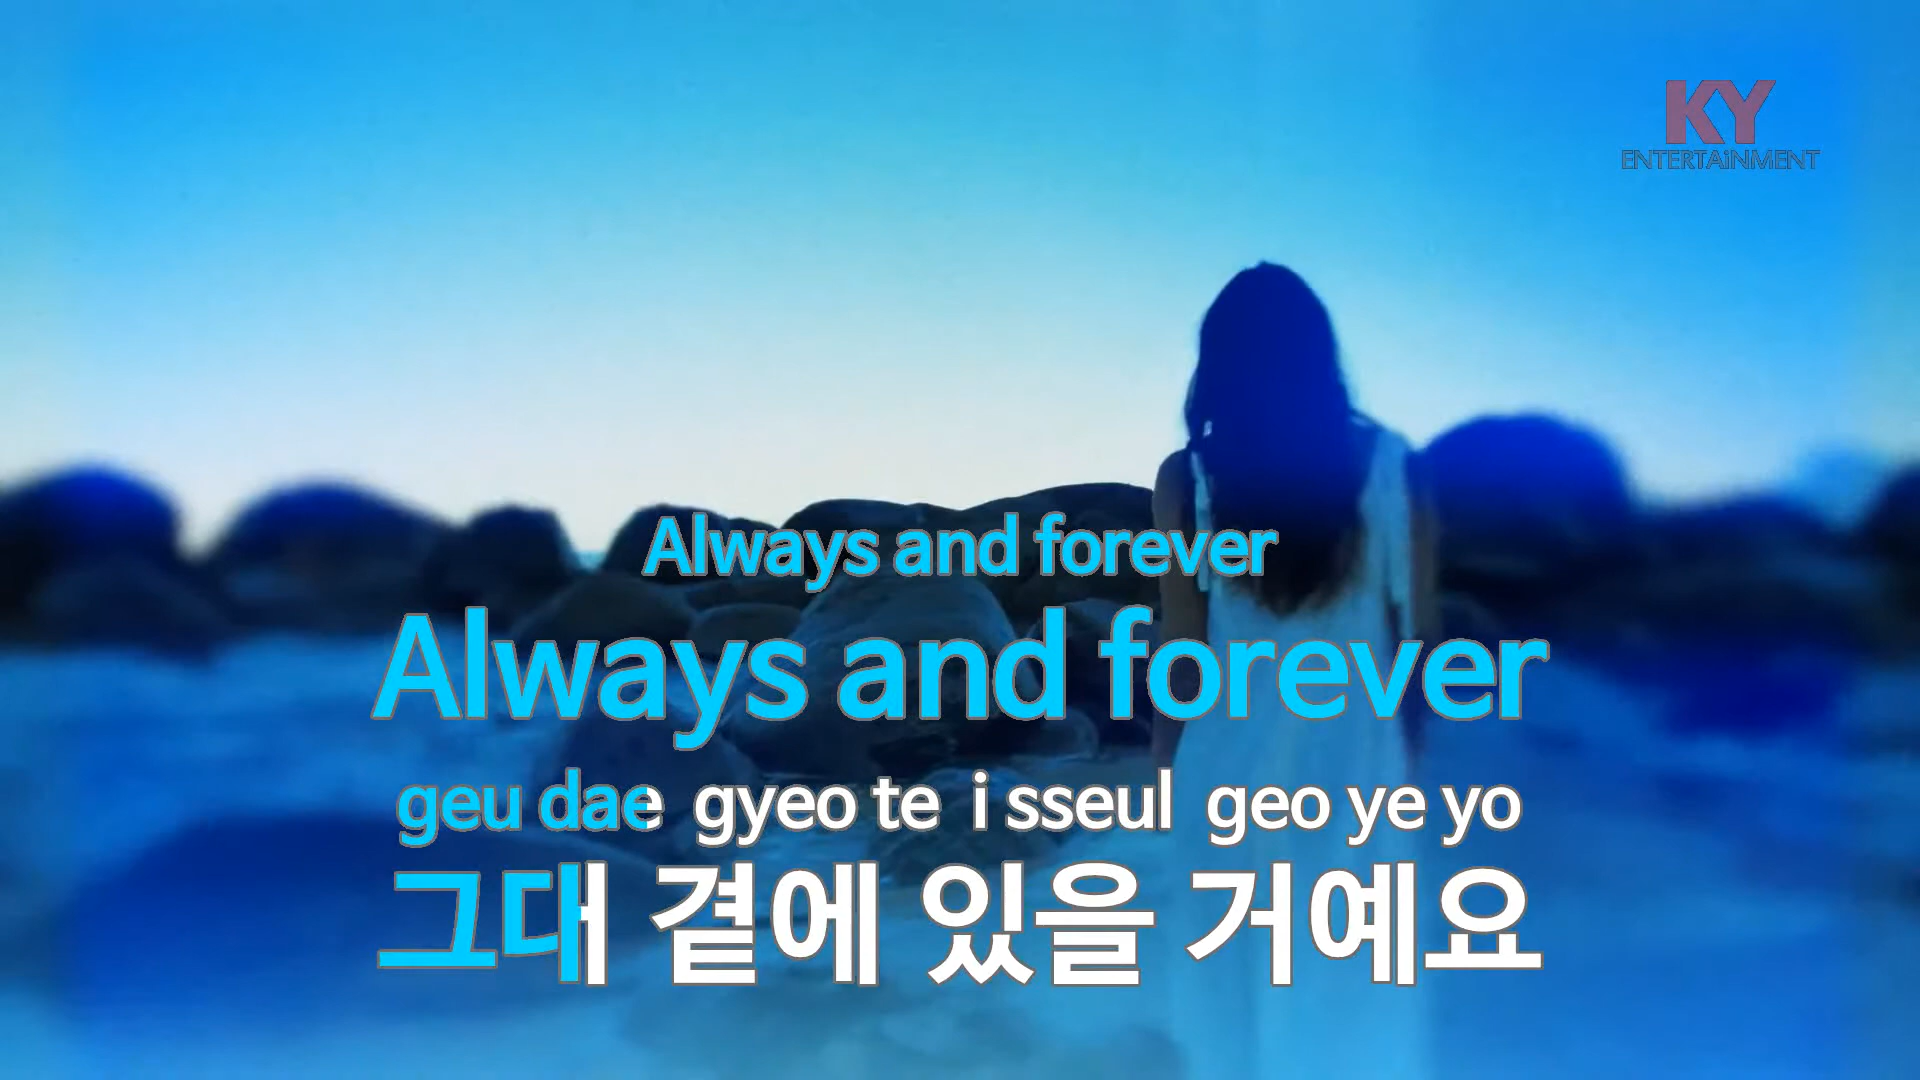 KY
ENTERTAiNMENT
Always and forever
Always and forever
geu dae gyeo te i sseul geo ye yo
그대 곁에 있을 거예요